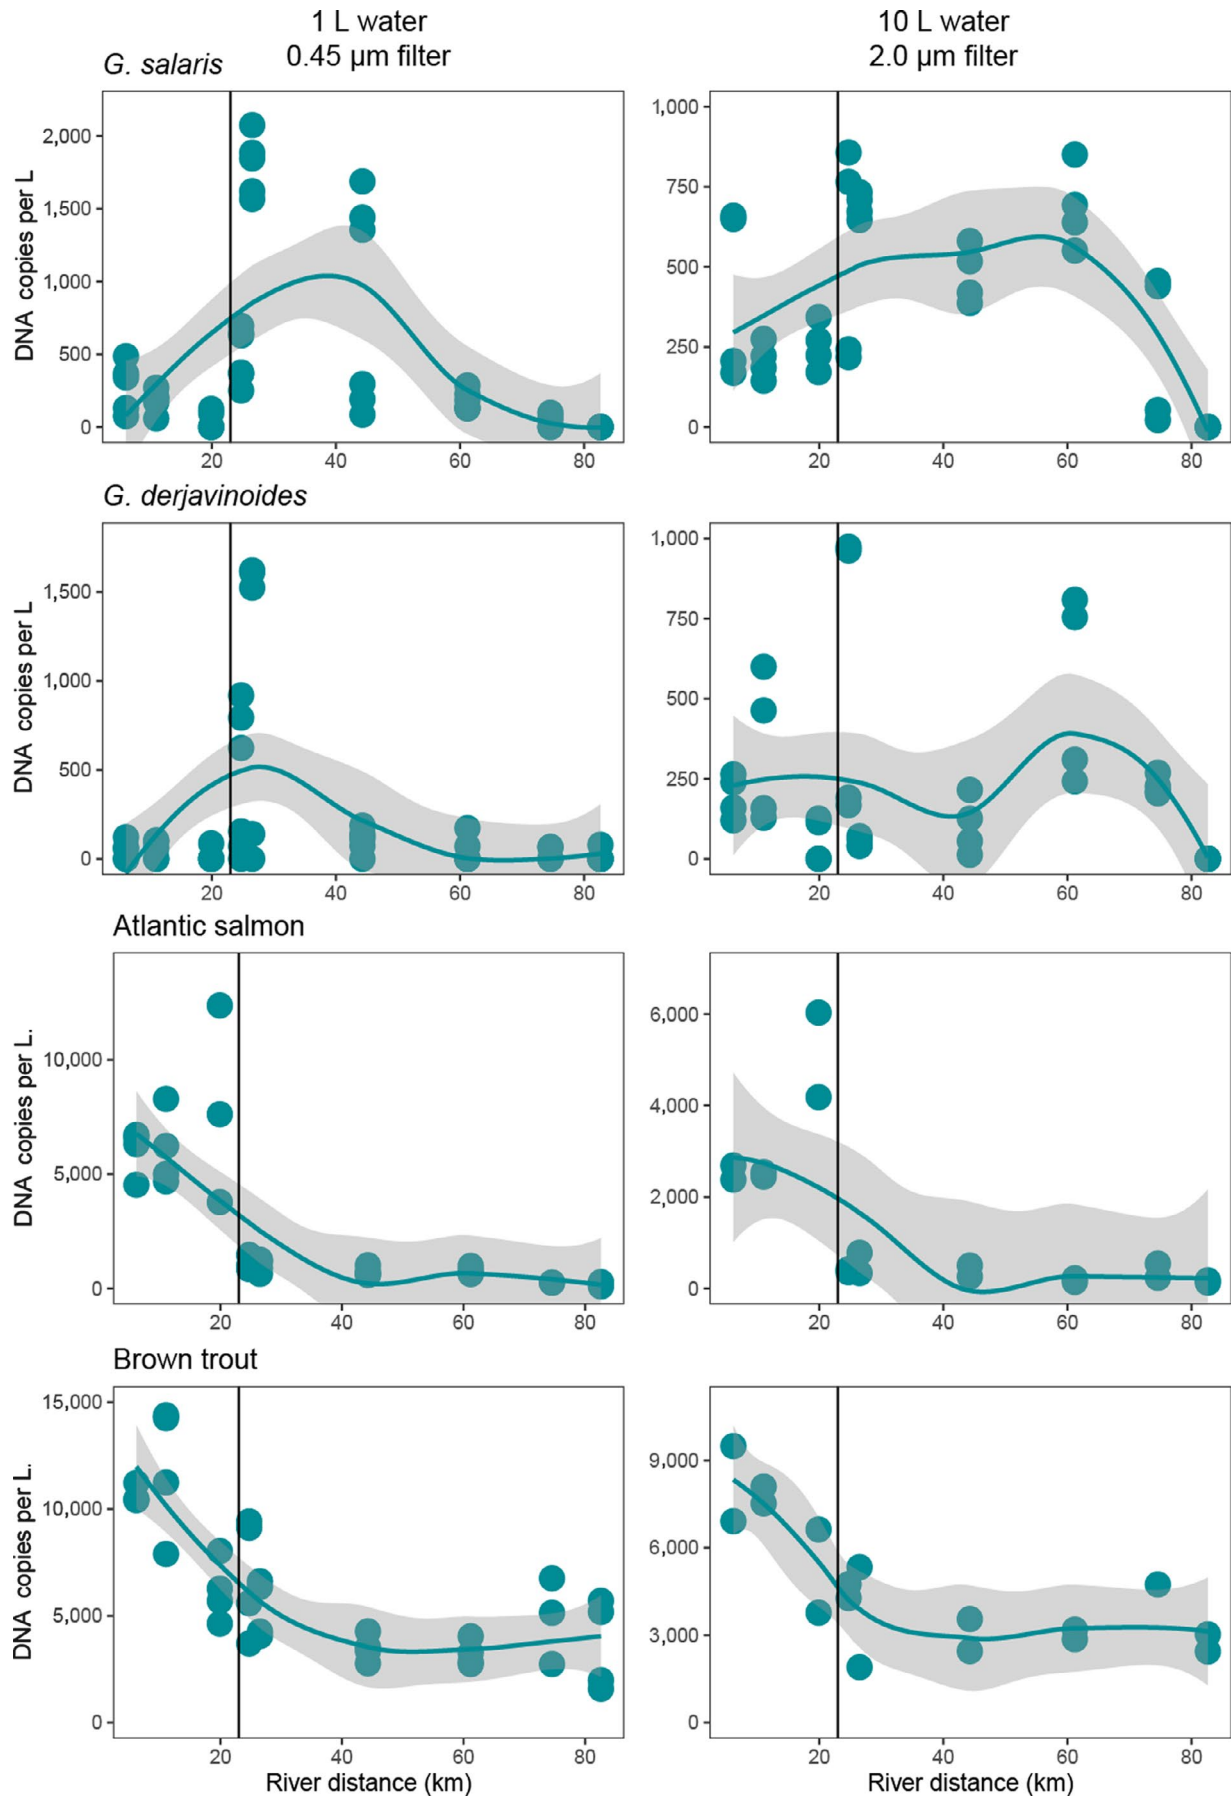 1 L water
0.45 µm filter
10 L water
2.0 µm filter
G. salaris
DNA copies per L
2,000
1,500
1,000
500
0
20 40 60 80
1,000
750
500
250
0
20 40 60 80
G. derjavinoides
DNA copies per L
1,500
1,000
500
0
20 40 60 80
1,000
750
500
250
0
20 40 60 80
Atlantic salmon
DNA copies per L.
10,000
5,000
0
20 40 60 80
6,000
4,000
2,000
0
20 40 60 80
Brown trout
DNA copies per L.
15,000
10,000
5,000
0
20 40 60 80
River distance (km)
9,000
6,000
3,000
0
20 40 60 80
River distance (km)